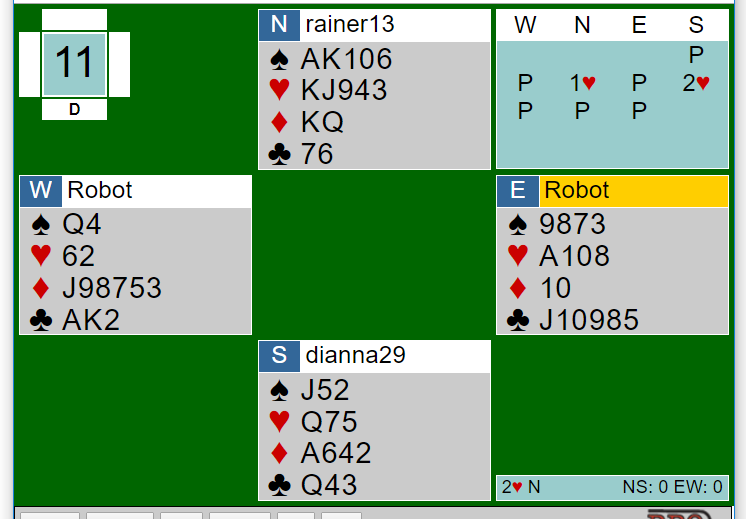 11
D
N rainer13
♠ AK106
♥ KJ943
♦ KQ
♣ 76
W N E S
P
P 1♥ P 2♥
P P P
W Robot
♠ Q4
♥ 62
♦ J98753
♣ AK2
E Robot
♠ 9873
♥ A108
♦ 10
♣ J10985
S dianna29
♠ J52
♥ Q75
♦ A642
♣ Q43
2♥ N NS: 0 EW: 0